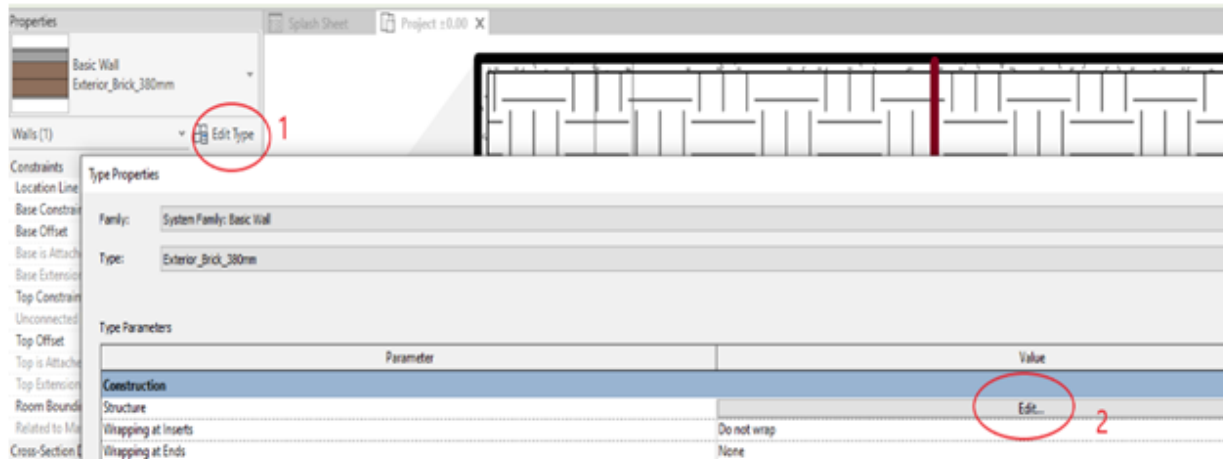 Properties
Splash Sheet
Project ±0.00 X
Basic Wall
Exterior_Brick_380mm
1
Walls (1)
Edit Type
Constraints
Location Line
Base Constrain
Base Offset
Base is Attach
Base Extension
Top Constrain
Unconnected
Top Offset
Top is Attache
Top Extension
Room Boundi
Related to Ma
Cross-Section D
Type Properties
Family: System Family: Basic Wall
Type: Exterior_Brick_380mm
Type Parameters
Parameter Value
Construction
Structure Edit...
2
Wrapping at Inserts Do not wrap
Wrapping at Ends None